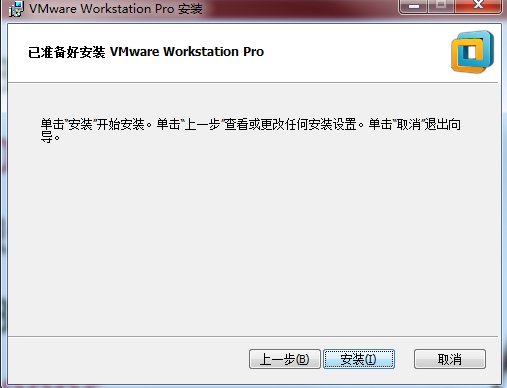 VMware Workstation Pro 安装
已准备好安装 VMware Workstation Pro
单击"安装"开始安装。单击"上一步"查看或更改任何安装设置。单击"取消"退出向
导。
上一步(B) 安装(I) 取消